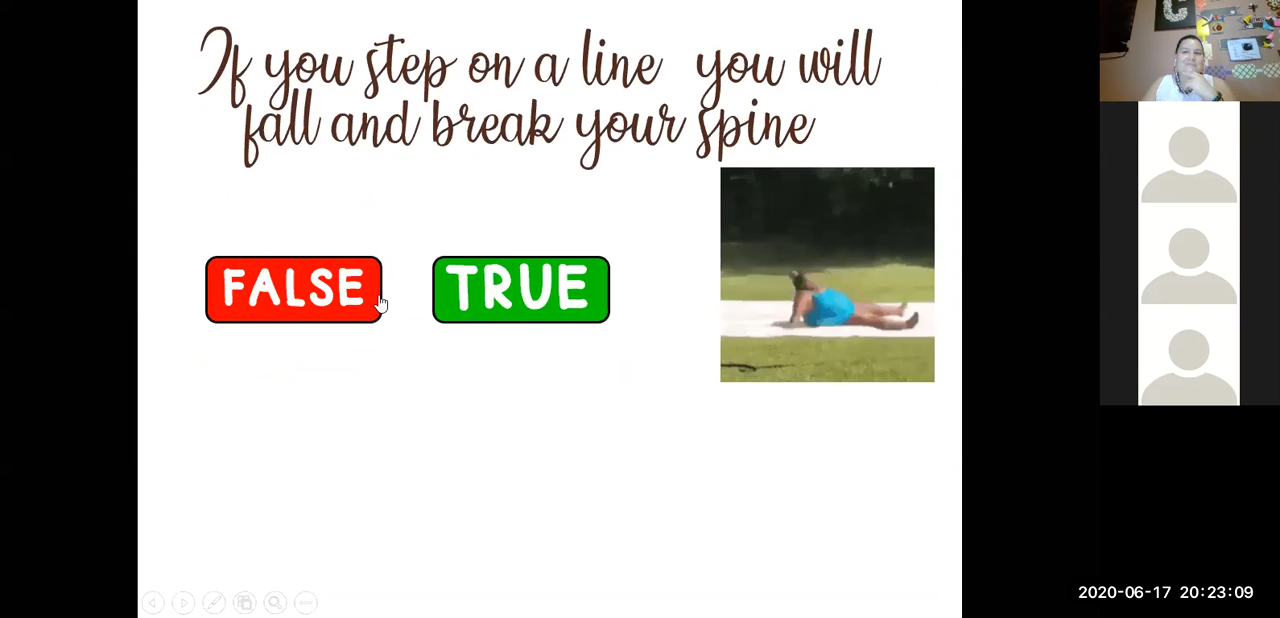 If you step on a line you will
fall and break your spine
FALSE
TRUE
C
2020-06-17 20:23:09